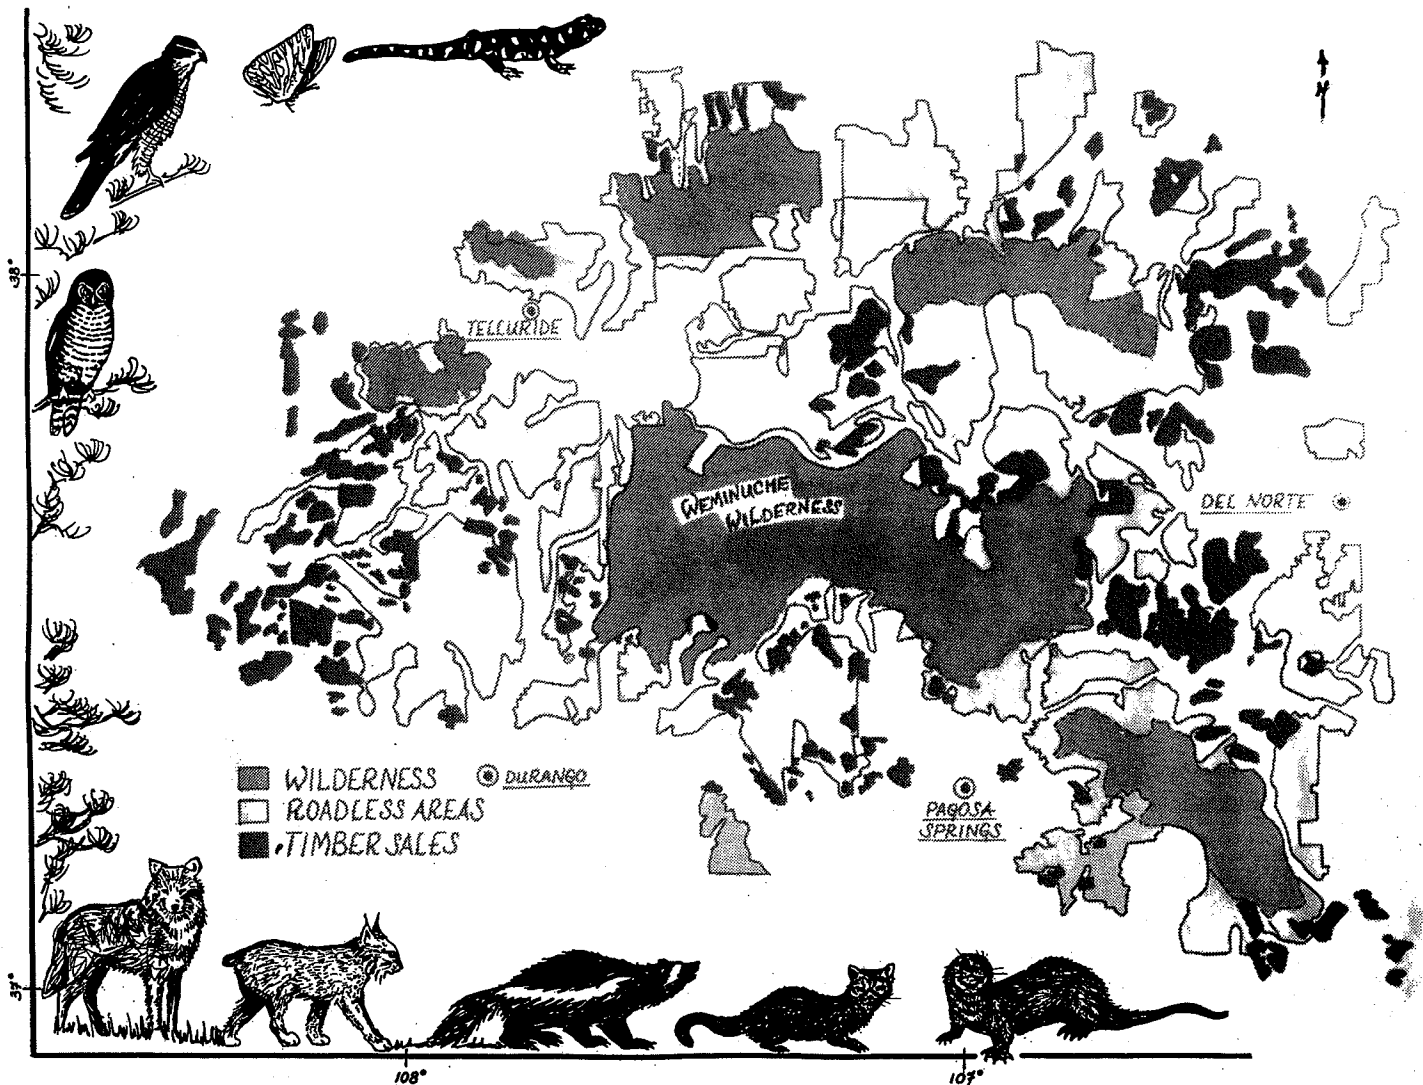 N
38°
TELLURIDE
WEMINUCHE
WILDERNESS
DEL NORTE
WILDERNESS
DURANGO
ROADLESS AREAS
TIMBER SALES
PAGOSA
SPRINGS
37°
108°
107°